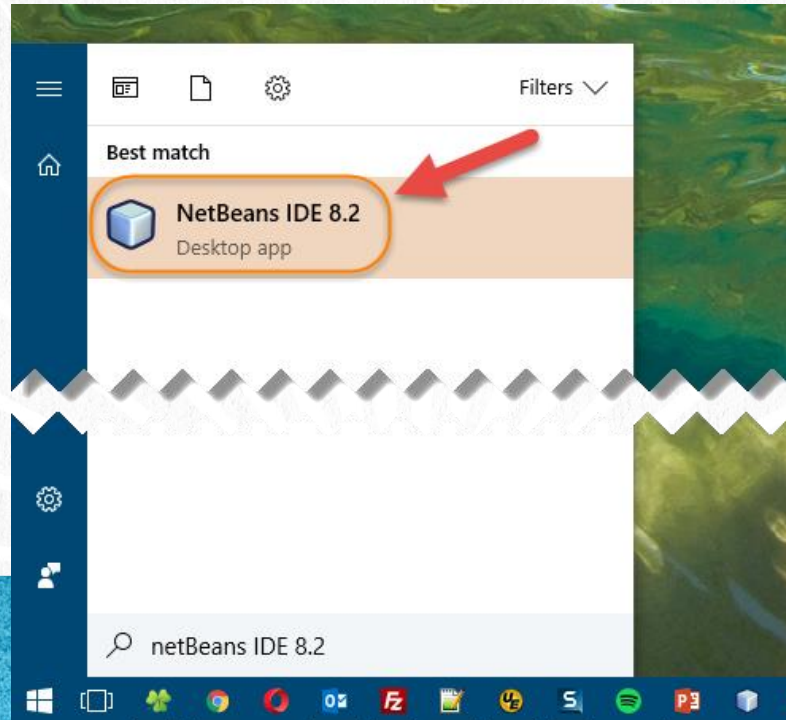 Filters
Best match
NetBeans IDE 8.2
Desktop app
netBeans IDE 8.2